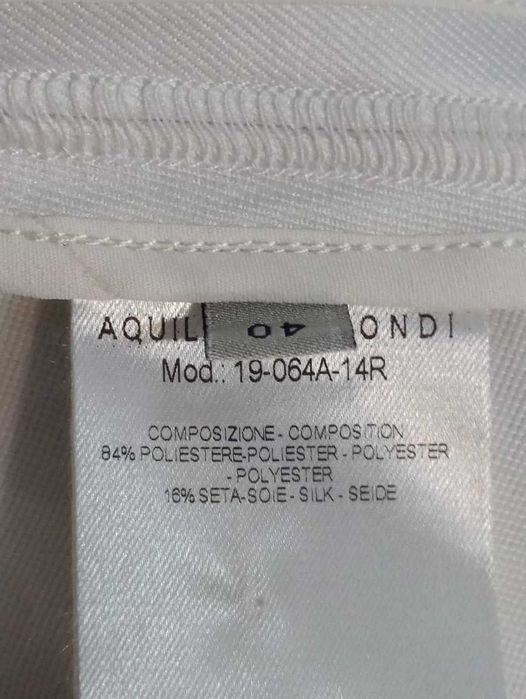 AQUIL ONDI
40
Mod.: 19-064A-14R
COMPOSIZIONE - COMPOSITION
84% POLIESTERE-POLIESTER - POLYESTER
- POLYESTER
16% SETA-SOIE - SILK - SEIDE